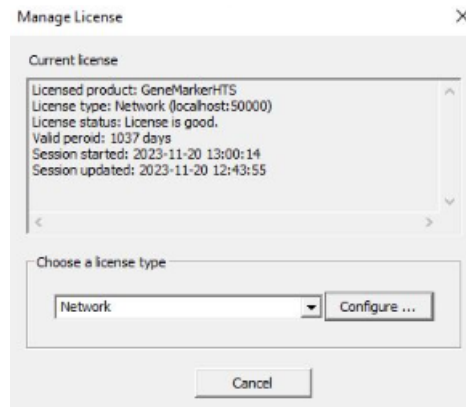 Manage License
Current license
Licensed product: GeneMarkerHTS
License type: Network (localhost:50000)
License status: License is good.
Valid peroid: 1037 days
Session started: 2023-11-20 13:00:14
Session updated: 2023-11-20 12:43:55
Choose a license type
Network
Configure ...
Cancel